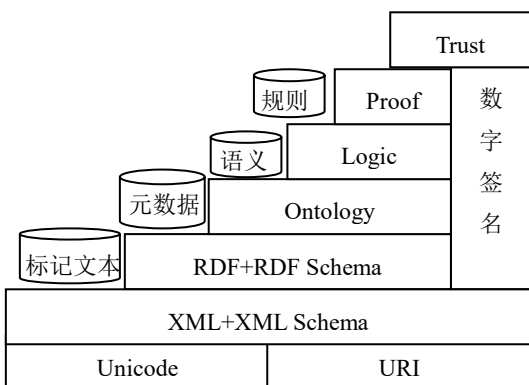 Trust
规则
Proof
数字签名
语义
Logic
元数据
Ontology
标记文本
RDF+RDF Schema
XML+XML Schema
Unicode
URI